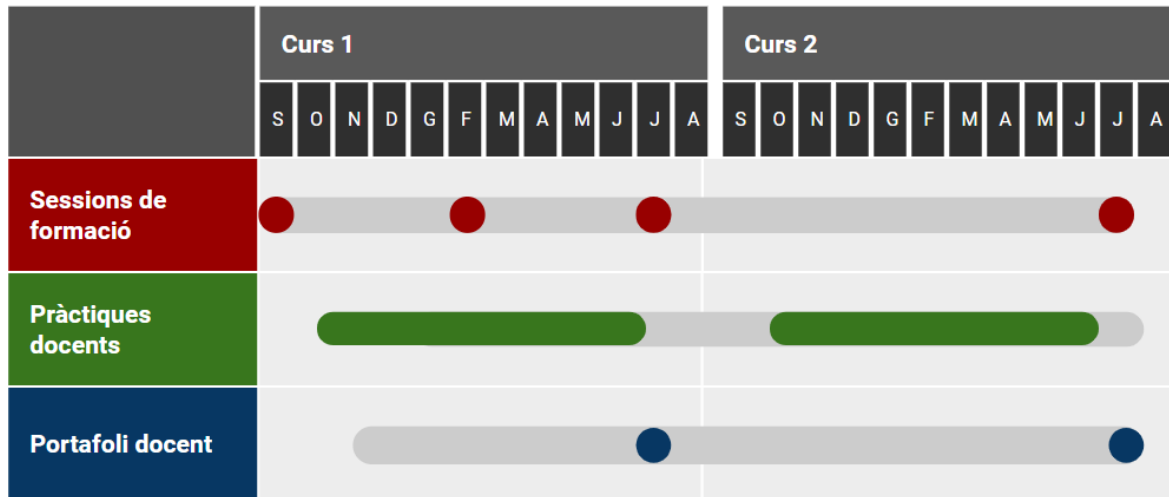 Curs 1
Curs 2
S O N D G F M A M J J A
S O N D G F M A M J J A
Sessions de
formació
Pràctiques
docents
Portafoli docent